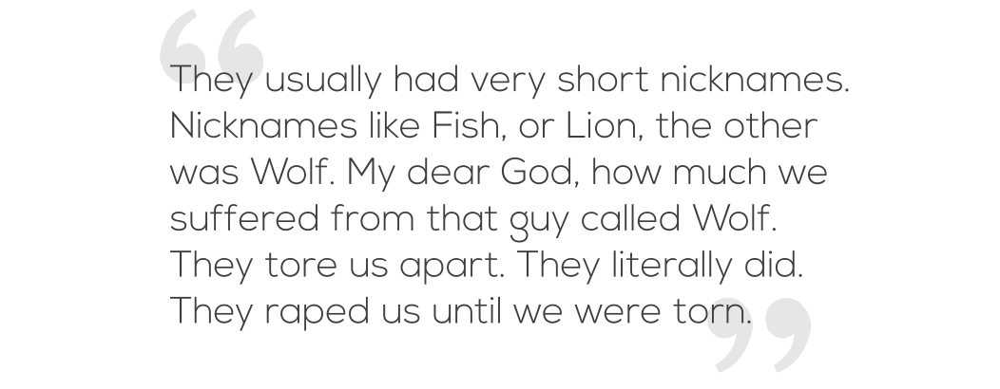 They usually had very short nicknames.
Nicknames like Fish, or Lion, the other
was Wolf. My dear God, how much we
suffered from that guy called Wolf.
They tore us apart. They literally did.
They raped us until we were torn.